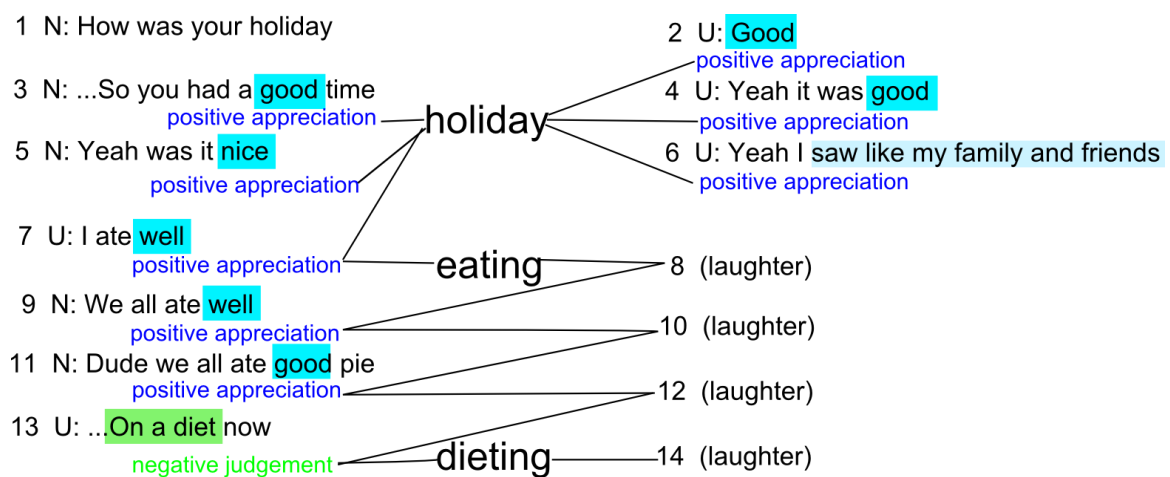 1 N: How was your holiday
2 U: Good
positive appreciation
3 N: ...So you had a good time
positive appreciation
holiday
4 U: Yeah it was good
positive appreciation
5 N: Yeah was it nice
positive appreciation
6 U: Yeah I saw like my family and friends
positive appreciation
7 U: I ate well
positive appreciation
eating
8 (laughter)
9 N: We all ate well
positive appreciation
10 (laughter)
11 N: Dude we all ate good pie
positive appreciation
12 (laughter)
13 U: ...On a diet now
negative judgement
dieting
14 (laughter)